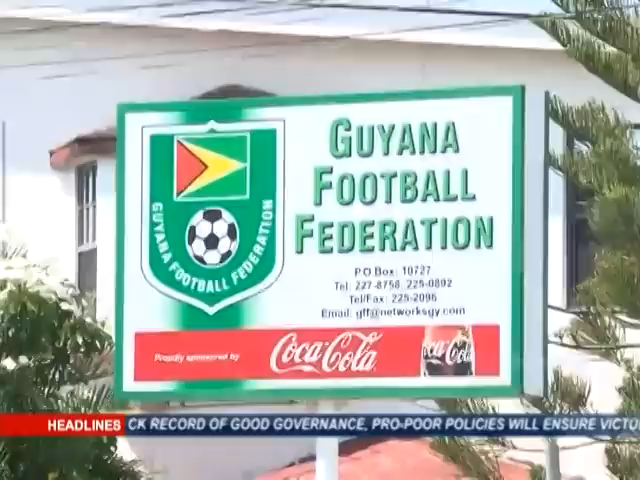 GUYANA
FOOTBALL
FEDERATION
GUYANA FOOTBALL FEDERATION
P.O Box: 10727
Tel: 227-8758, 225-0892
Tel/Fax: 225-2096
Email: gff@networksgy.com
Proudly sponsored by
Coca-Cola
Coca-Cola
HEADLINES
CK RECORD OF GOOD GOVERNANCE, PRO-POOR POLICIES WILL ENSURE VICTO